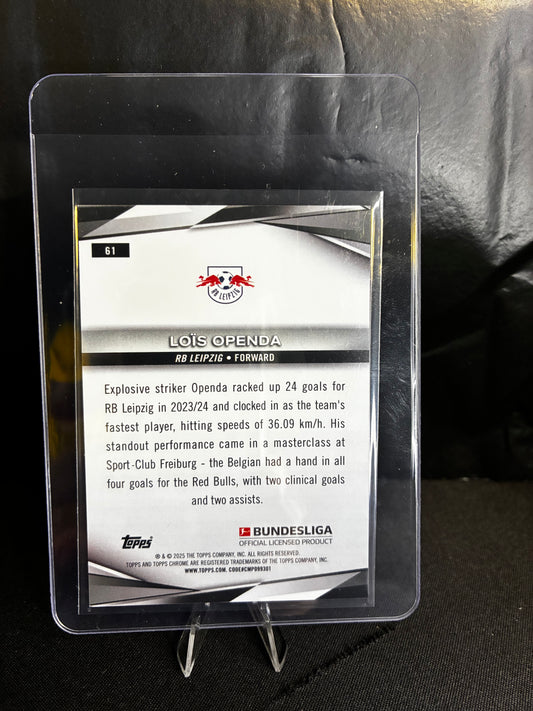 61
RB LEIPZIG
LOÏS OPENDA
RB LEIPZIG • FORWARD
Explosive striker Openda racked up 24 goals for
RB Leipzig in 2023/24 and clocked in as the team's
fastest player, hitting speeds of 36.09 km/h. His
standout performance came in a masterclass at
Sport-Club Freiburg - the Belgian had a hand in all
four goals for the Red Bulls, with two clinical goals
and two assists.
topps
BUNDESLIGA
OFFICIAL LICENSED PRODUCT
® & © 2025 THE TOPPS COMPANY, INC. ALL RIGHTS RESERVED.
TOPPS AND TOPPS CHROME ARE REGISTERED TRADEMARKS OF THE TOPPS COMPANY, INC.
WWW.TOPPS.COM. CODE#CMP099301